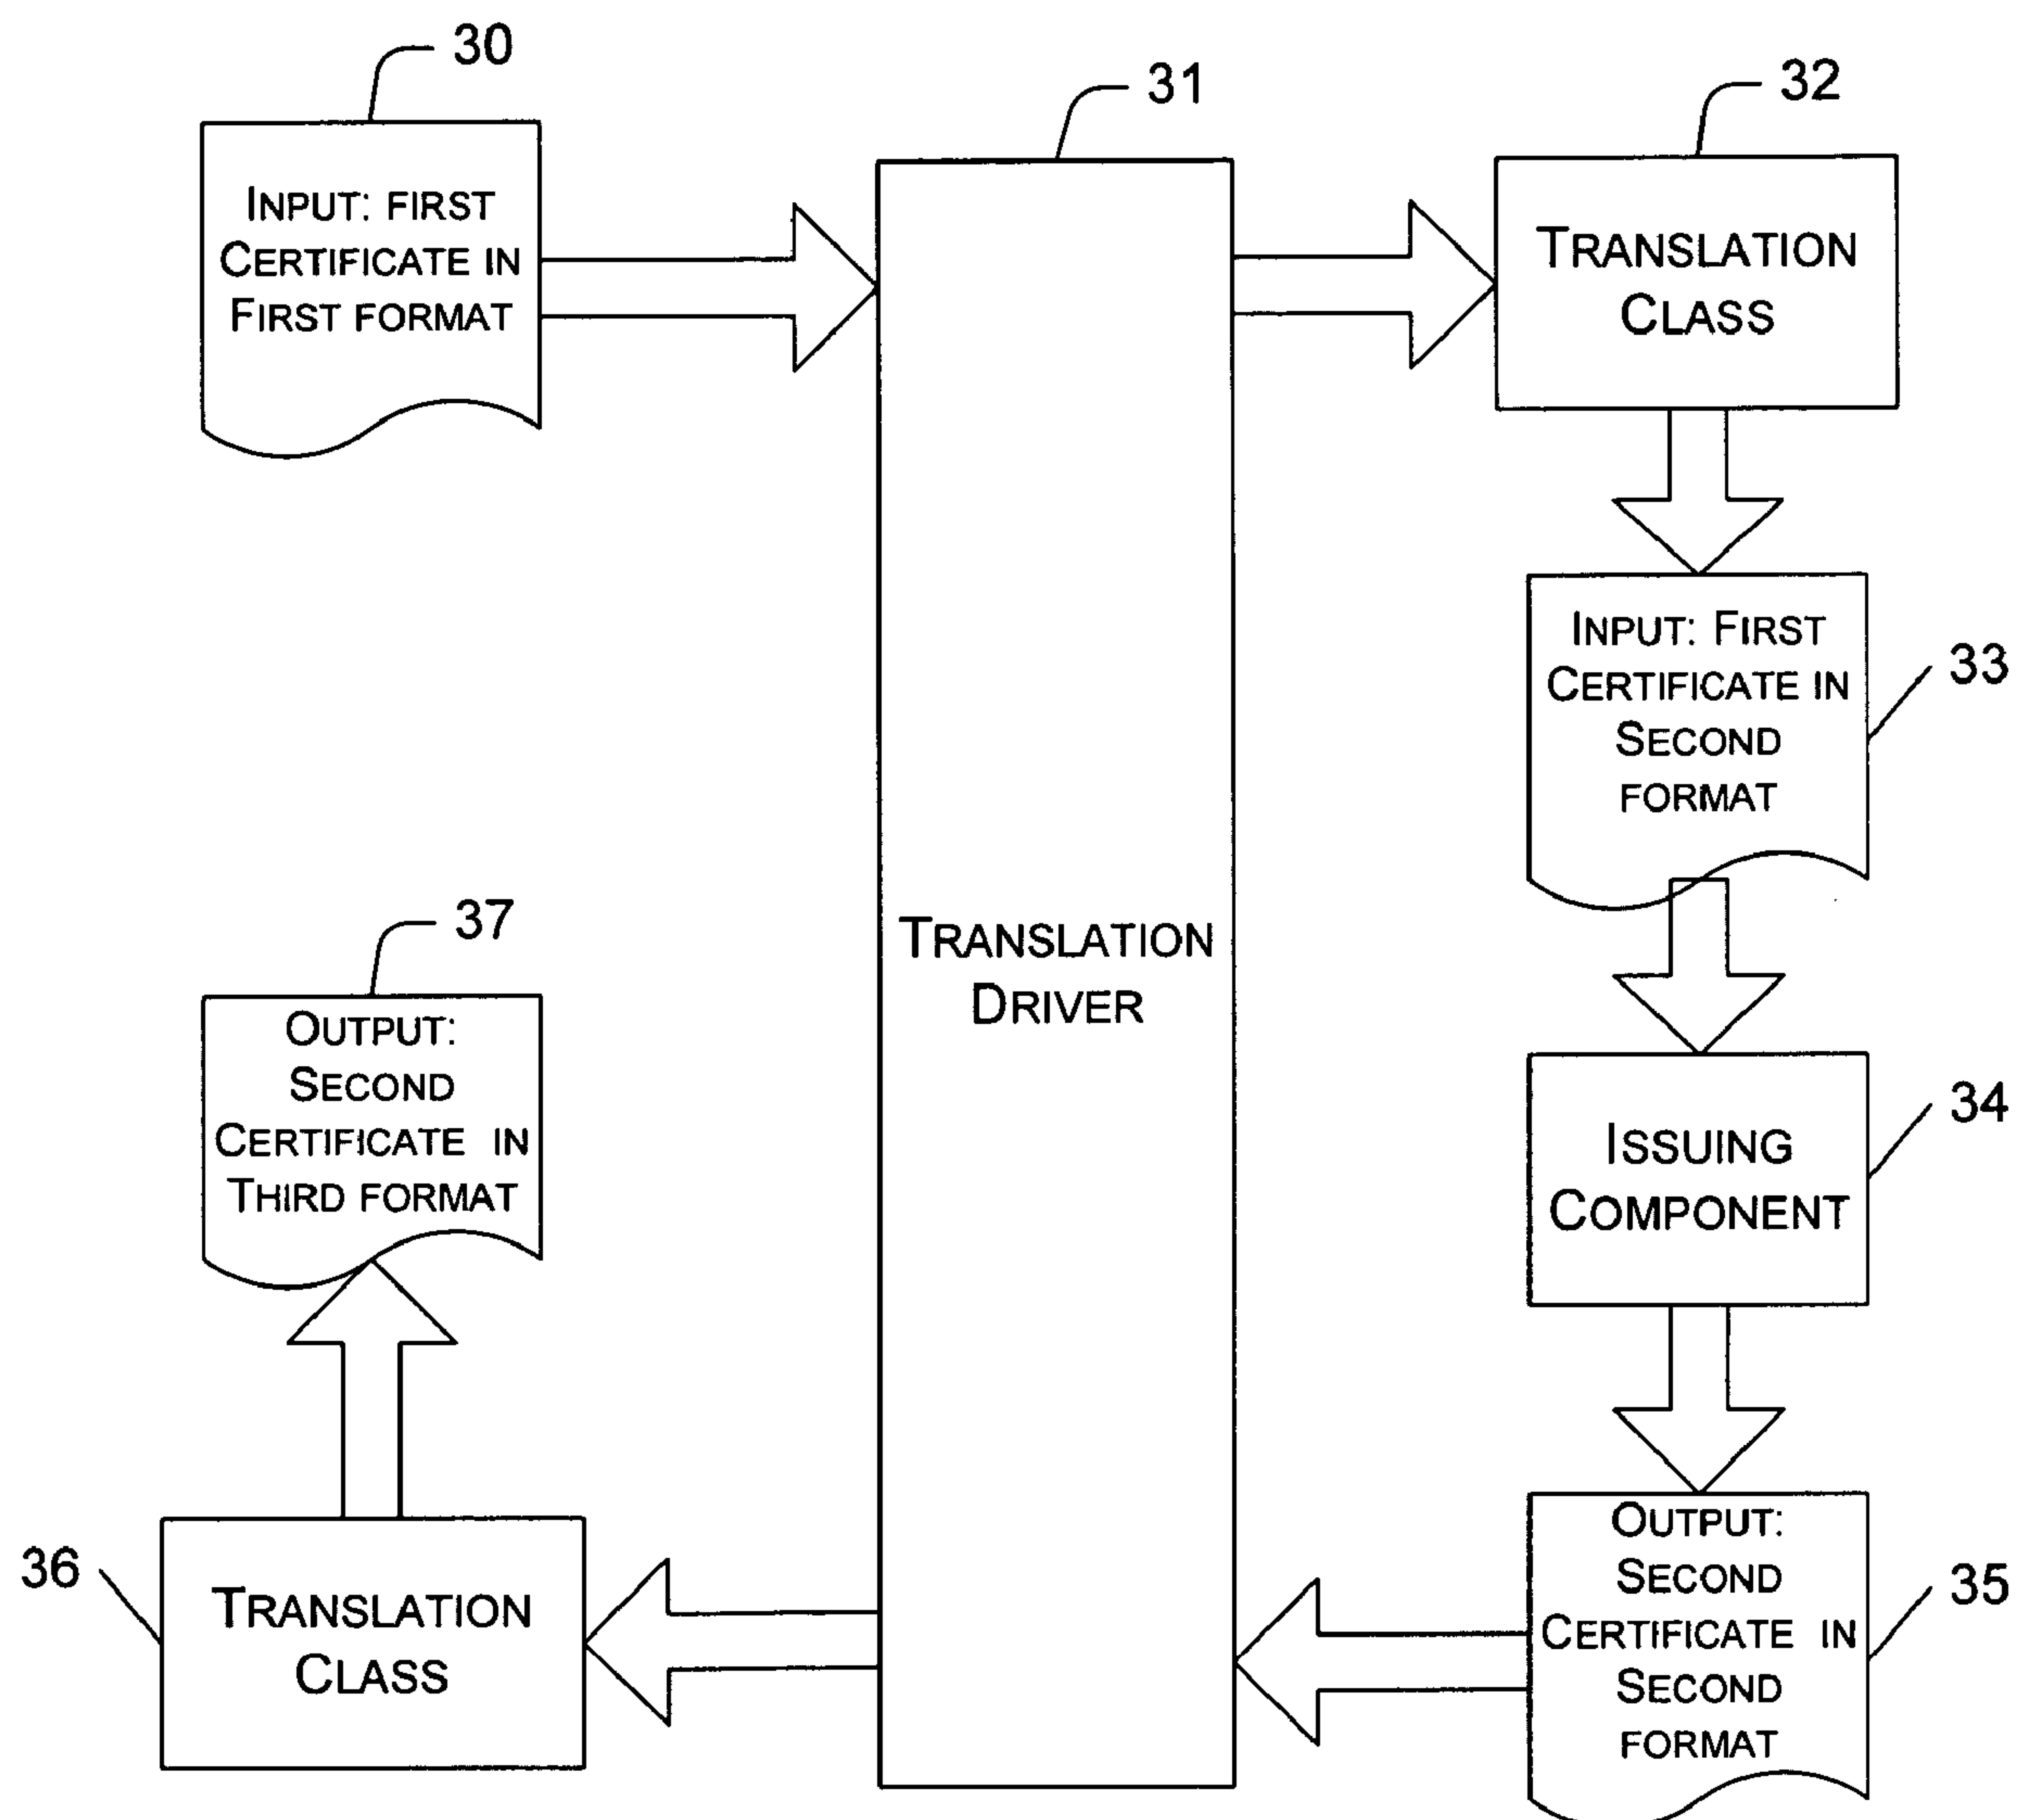 30
INPUT: FIRST
CERTIFICATE IN
FIRST FORMAT
31
TRANSLATION
DRIVER
32
TRANSLATION
CLASS
INPUT: FIRST
CERTIFICATE IN
SECOND
FORMAT
33
ISSUING
COMPONENT
34
OUTPUT:
SECOND
CERTIFICATE IN
SECOND
FORMAT
35
36
TRANSLATION
CLASS
37
OUTPUT:
SECOND
CERTIFICATE IN
THIRD FORMAT